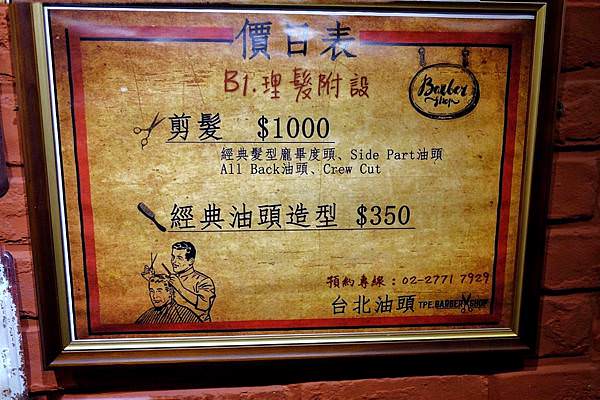 價目表
B1.理髮附設
Barber
shop
剪髮 $1000
經典髮型龐畢度頭、Side Part油頭
All Back油頭、Crew Cut
經典油頭造型 $350
預約專線：02-2771 7929
台北油頭 TPE.BARBER SHOP